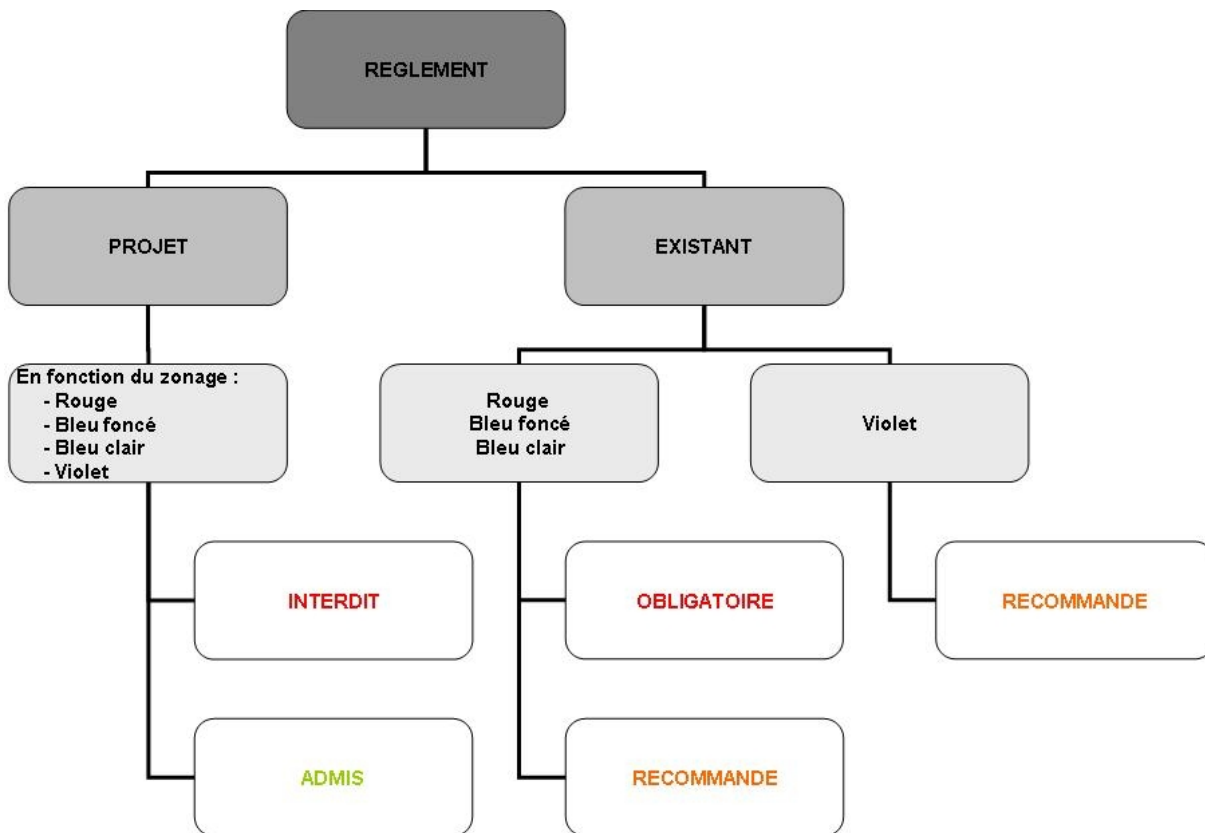 REGLEMENT
PROJET
EXISTANT
En fonction du zonage :
- Rouge
- Bleu foncé
- Bleu clair
- Violet
Rouge
Bleu foncé
Bleu clair
Violet
INTERDIT
OBLIGATOIRE
RECOMMANDE
ADMIS
RECOMMANDE